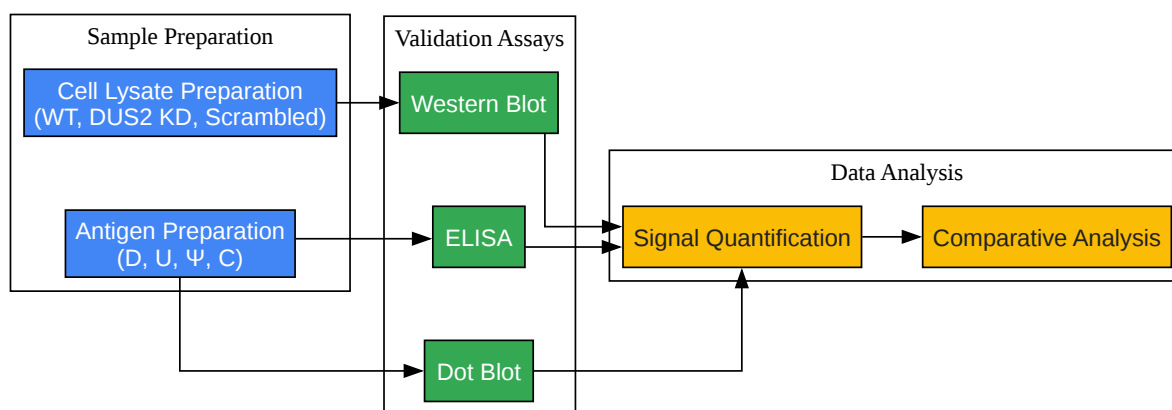 Sample Preparation
Cell Lysate Preparation
(WT, DUS2 KD, Scrambled)
Antigen Preparation
(D, U, Ψ, C)
Validation Assays
Western Blot
ELISA
Dot Blot
Data Analysis
Signal Quantification
Comparative Analysis